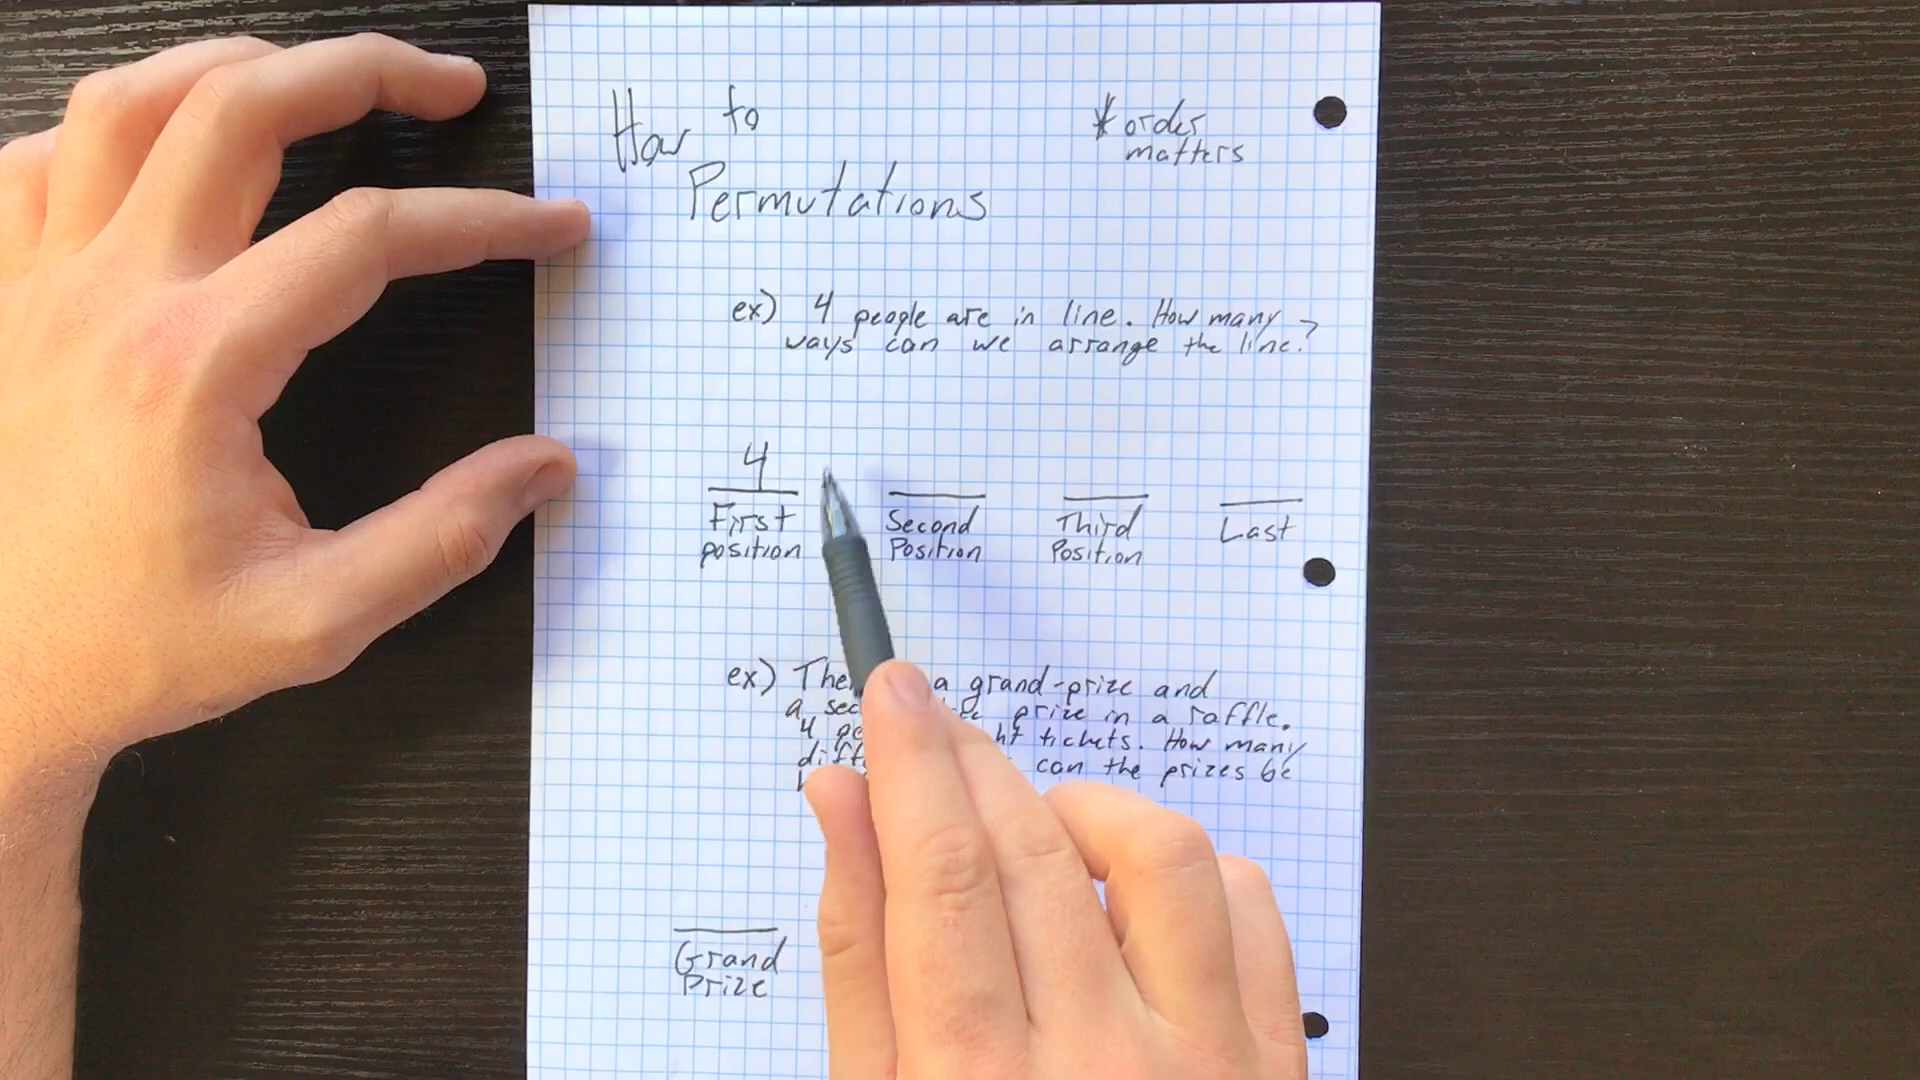 How to
Permutations
* order
matters
ex) 4 people are in line. How many
ways can we arrange the line?
4
First
position
Second
Position
Third
Position
Last
ex) a grand-prize and
a prize in a raffle.
4 tickets. How many
can the prizes be
Grand
Prize